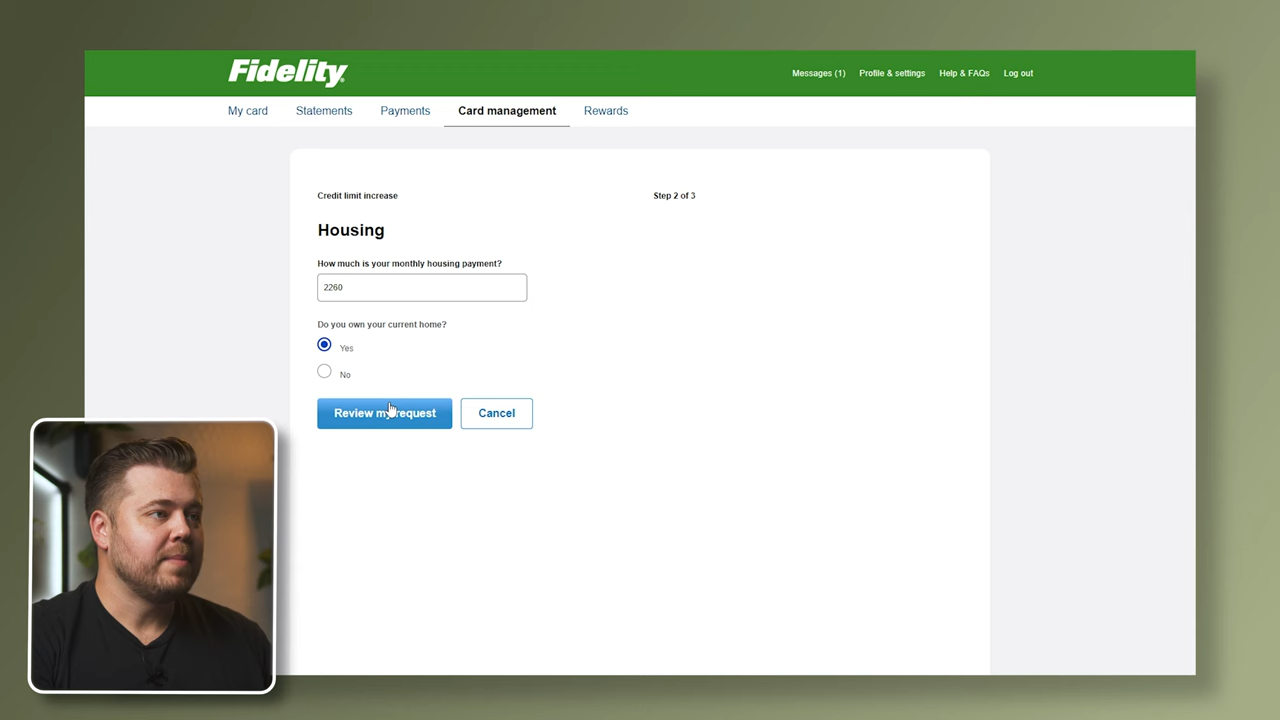 Fidelity
Messages (1) Profile & settings Help & FAQs Log out
My card Statements Payments Card management Rewards
Credit limit increase Step 2 of 3
Housing
How much is your monthly housing payment?
2260
Do you own your current home?
Yes
No
Review my request Cancel